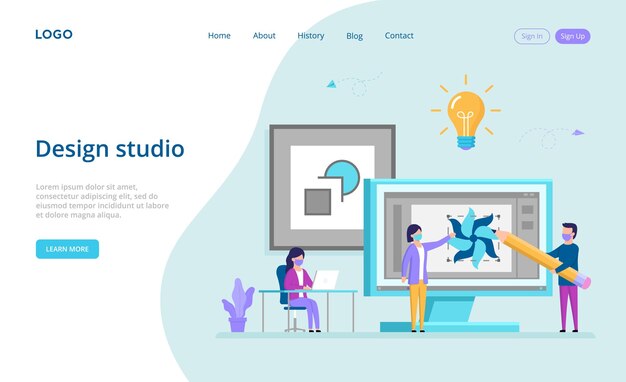 LOGO
Home About History Blog Contact
Sign In Sign Up
Design studio
Lorem ipsum dolor sit amet,
consectetur adipiscing elit, sed do
eiusmod tempor incididunt ut labore
et dolore magna aliqua.
LEARN MORE